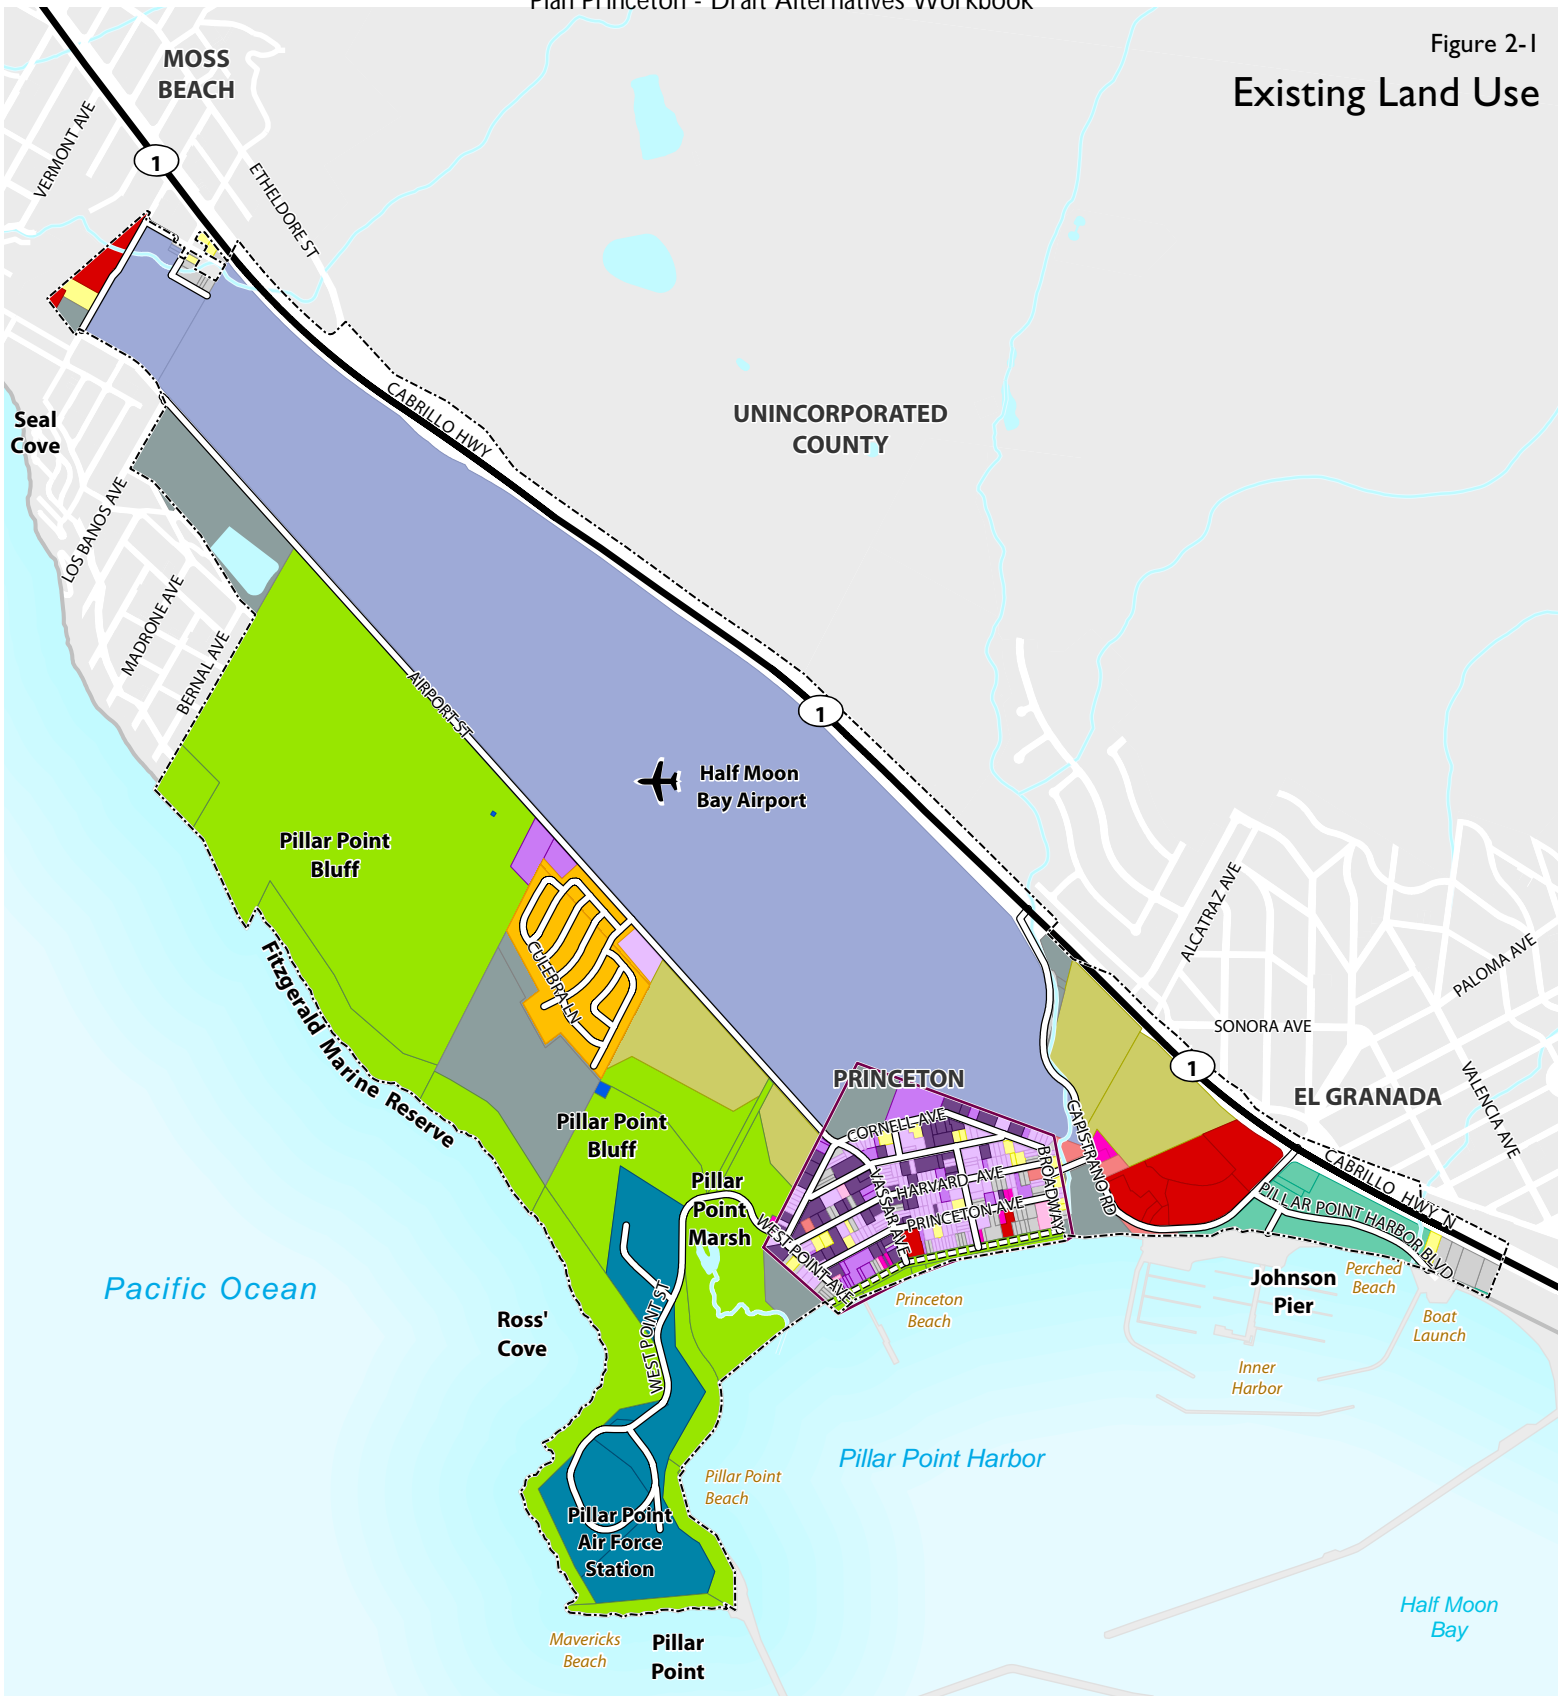 Plan Princeton - Draft Alternatives Workbook
Figure 2-1
Existing Land Use
MOSS
BEACH
VERMONT AVE
1
ETHELDORE ST
CABRILLO HWY
UNINCORPORATED
COUNTY
Seal
Cove
LOS BANOS AVE
MADRONE AVE
BERNAL AVE
AIRPORT ST
1
Half Moon
Bay Airport
Pillar Point
Bluff
CULEBRA LN
Fitzgerald Marine Reserve
ALCATRAZ AVE
PALOMA AVE
SONORA AVE
1
VALENCIA AVE
EL GRANADA
PRINCETON
CORNELL AVE
CAPISTRANO RD
BROADWAY
HARVARD AVE
VASSAR AVE
PRINCETON AVE
WEST POINT AVE
CABRILLO HWY N
PILLAR POINT HARBOR BLVD
Pillar Point
Bluff
Pillar
Point
Marsh
Pacific Ocean
Ross'
Cove
WEST POINT ST
Princeton
Beach
Johnson
Pier
Perched
Beach
Boat
Launch
Inner
Harbor
Pillar Point Harbor
Pillar Point
Beach
Pillar Point
Air Force
Station
Half Moon
Bay
Mavericks
Beach
Pillar
Point